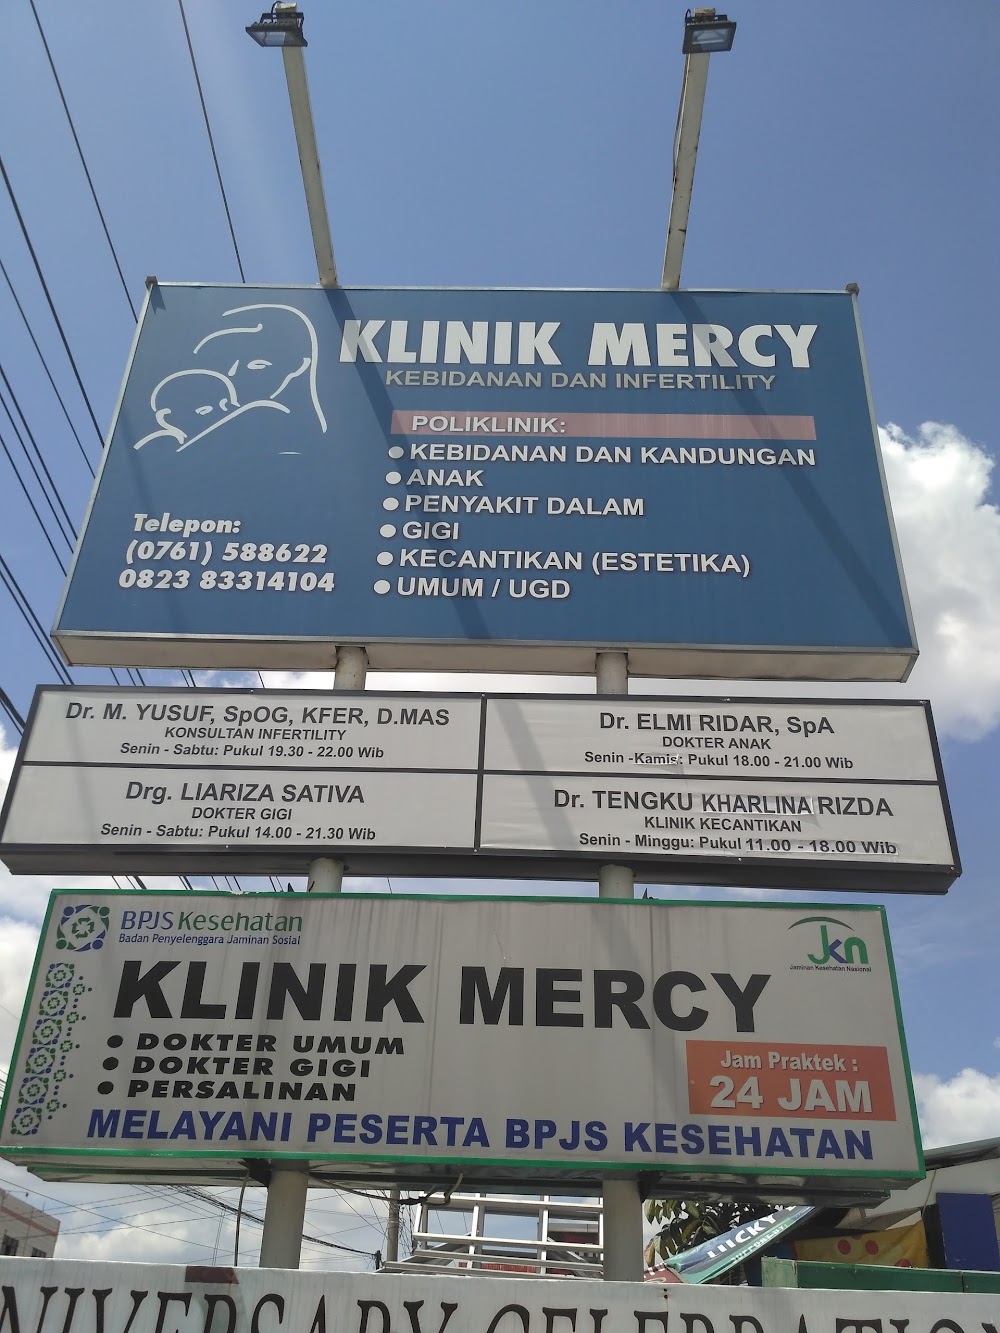 KLINIK MERCY
KEBIDANAN DAN INFERTILITY
POLIKLINIK:
KEBIDANAN DAN KANDUNGAN
ANAK
PENYAKIT DALAM
GIGI
KECANTIKAN (ESTETIKA)
UMUM / UGD
Telepon:
(0761) 588622
0823 83314104
Dr. M. YUSUF, SpOG, KFER, D.MAS
KONSULTAN INFERTILITY
Senin - Sabtu: Pukul 19.30 - 22.00 Wib
Dr. ELMI RIDAR, SpA
DOKTER ANAK
Senin -Kamis: Pukul 18.00 - 21.00 Wib
Drg. LIARIZA SATIVA
DOKTER GIGI
Senin - Sabtu: Pukul 14.00 - 21.30 Wib
Dr. TENGKU KHARLINA RIZDA
KLINIK KECANTIKAN
Senin - Minggu: Pukul 11.00 - 18.00 Wib
BPJS Kesehatan
Badan Penyelenggara Jaminan Sosial
jkn
Jaminan Kesehatan Nasional
KLINIK MERCY
DOKTER UMUM
DOKTER GIGI
PERSALINAN
Jam Praktek :
24 JAM
MELAYANI PESERTA BPJS KESEHATAN
LUCKY
NIVERSARY CELEBRATION